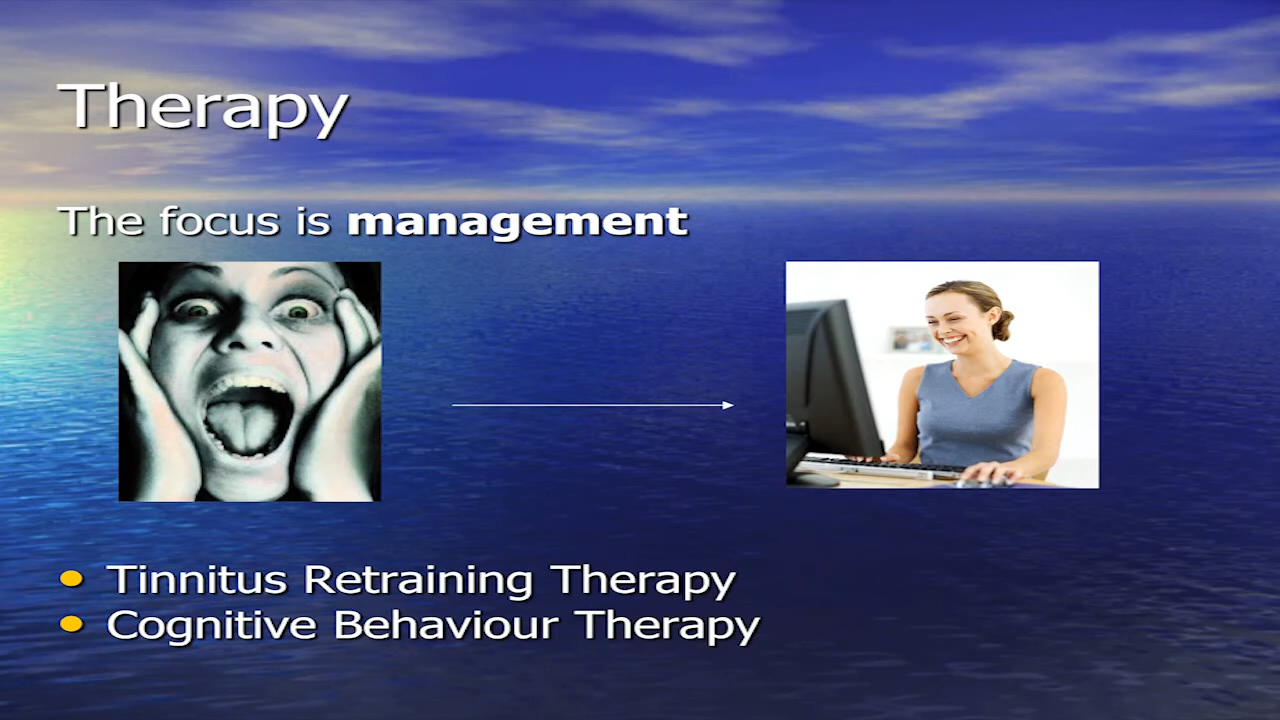 Therapy
The focus is management
Tinnitus Retraining Therapy
Cognitive Behaviour Therapy